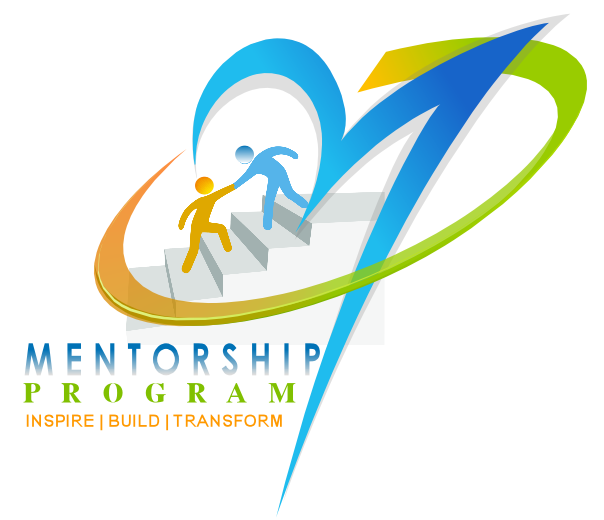 MENTORSHIP
PROGRAM
INSPIRE | BUILD | TRANSFORM